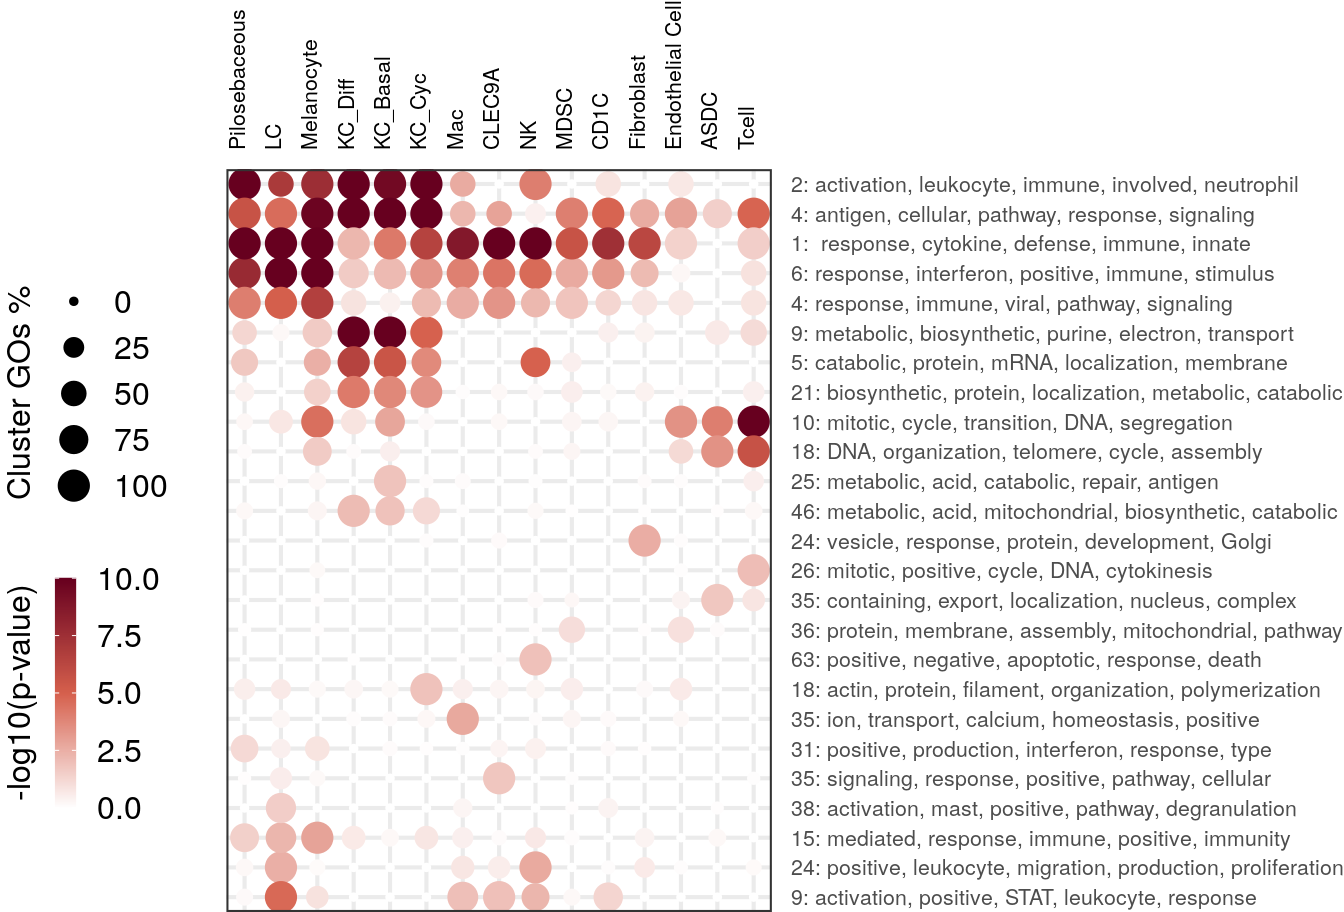 Pilosebaceous
LC
Melanocyte
KC_Diff
KC_Basal
KC_Cyc
Mac
CLEC9A
NK
MDSC
CD1C
Fibroblast
Endothelial Cell
ASDC
Tcell
2: activation, leukocyte, immune, involved, neutrophil
4: antigen, cellular, pathway, response, signaling
1:  response, cytokine, defense, immune, innate
6: response, interferon, positive, immune, stimulus
4: response, immune, viral, pathway, signaling
9: metabolic, biosynthetic, purine, electron, transport
5: catabolic, protein, mRNA, localization, membrane
21: biosynthetic, protein, localization, metabolic, catabolic
10: mitotic, cycle, transition, DNA, segregation
18: DNA, organization, telomere, cycle, assembly
25: metabolic, acid, catabolic, repair, antigen
46: metabolic, acid, mitochondrial, biosynthetic, catabolic
24: vesicle, response, protein, development, Golgi
26: mitotic, positive, cycle, DNA, cytokinesis
35: containing, export, localization, nucleus, complex
36: protein, membrane, assembly, mitochondrial, pathway
63: positive, negative, apoptotic, response, death
18: actin, protein, filament, organization, polymerization
35: ion, transport, calcium, homeostasis, positive
31: positive, production, interferon, response, type
35: signaling, response, positive, pathway, cellular
38: activation, mast, positive, pathway, degranulation
15: mediated, response, immune, positive, immunity
24: positive, leukocyte, migration, production, proliferation
9: activation, positive, STAT, leukocyte, response
Cluster GOs %
0
25
50
75
100
-log10(p-value)
10.0
7.5
5.0
2.5
0.0